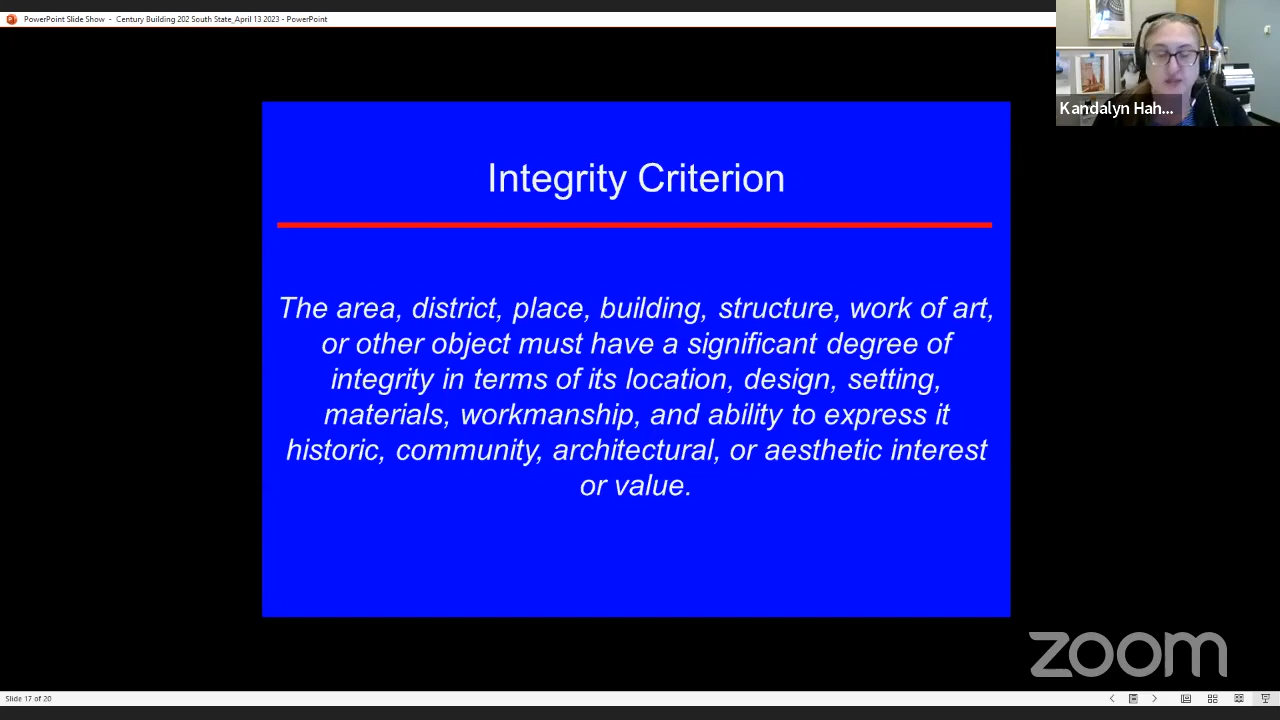 PowerPoint Slide Show - Century Building 202 South State_April 13 2023 - PowerPoint
Kandalyn Hah...
Integrity Criterion
The area, district, place, building, structure, work of art,
or other object must have a significant degree of
integrity in terms of its location, design, setting,
materials, workmanship, and ability to express it
historic, community, architectural, or aesthetic interest
or value.
zoom
Slide 17 of 20